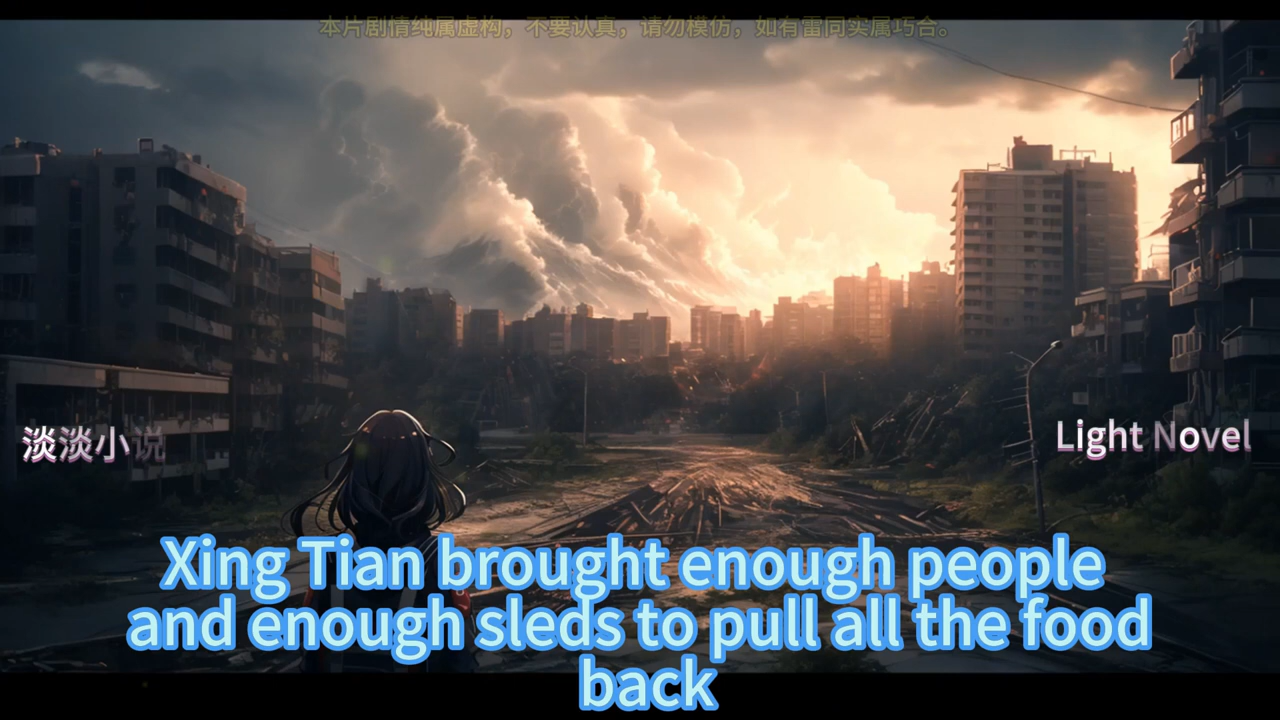 本片剧情纯属虚构，不要认真，请勿模仿，如有雷同实属巧合。
淡淡小说
Light Novel
Xing Tian brought enough people
and enough sleds to pull all the food
back